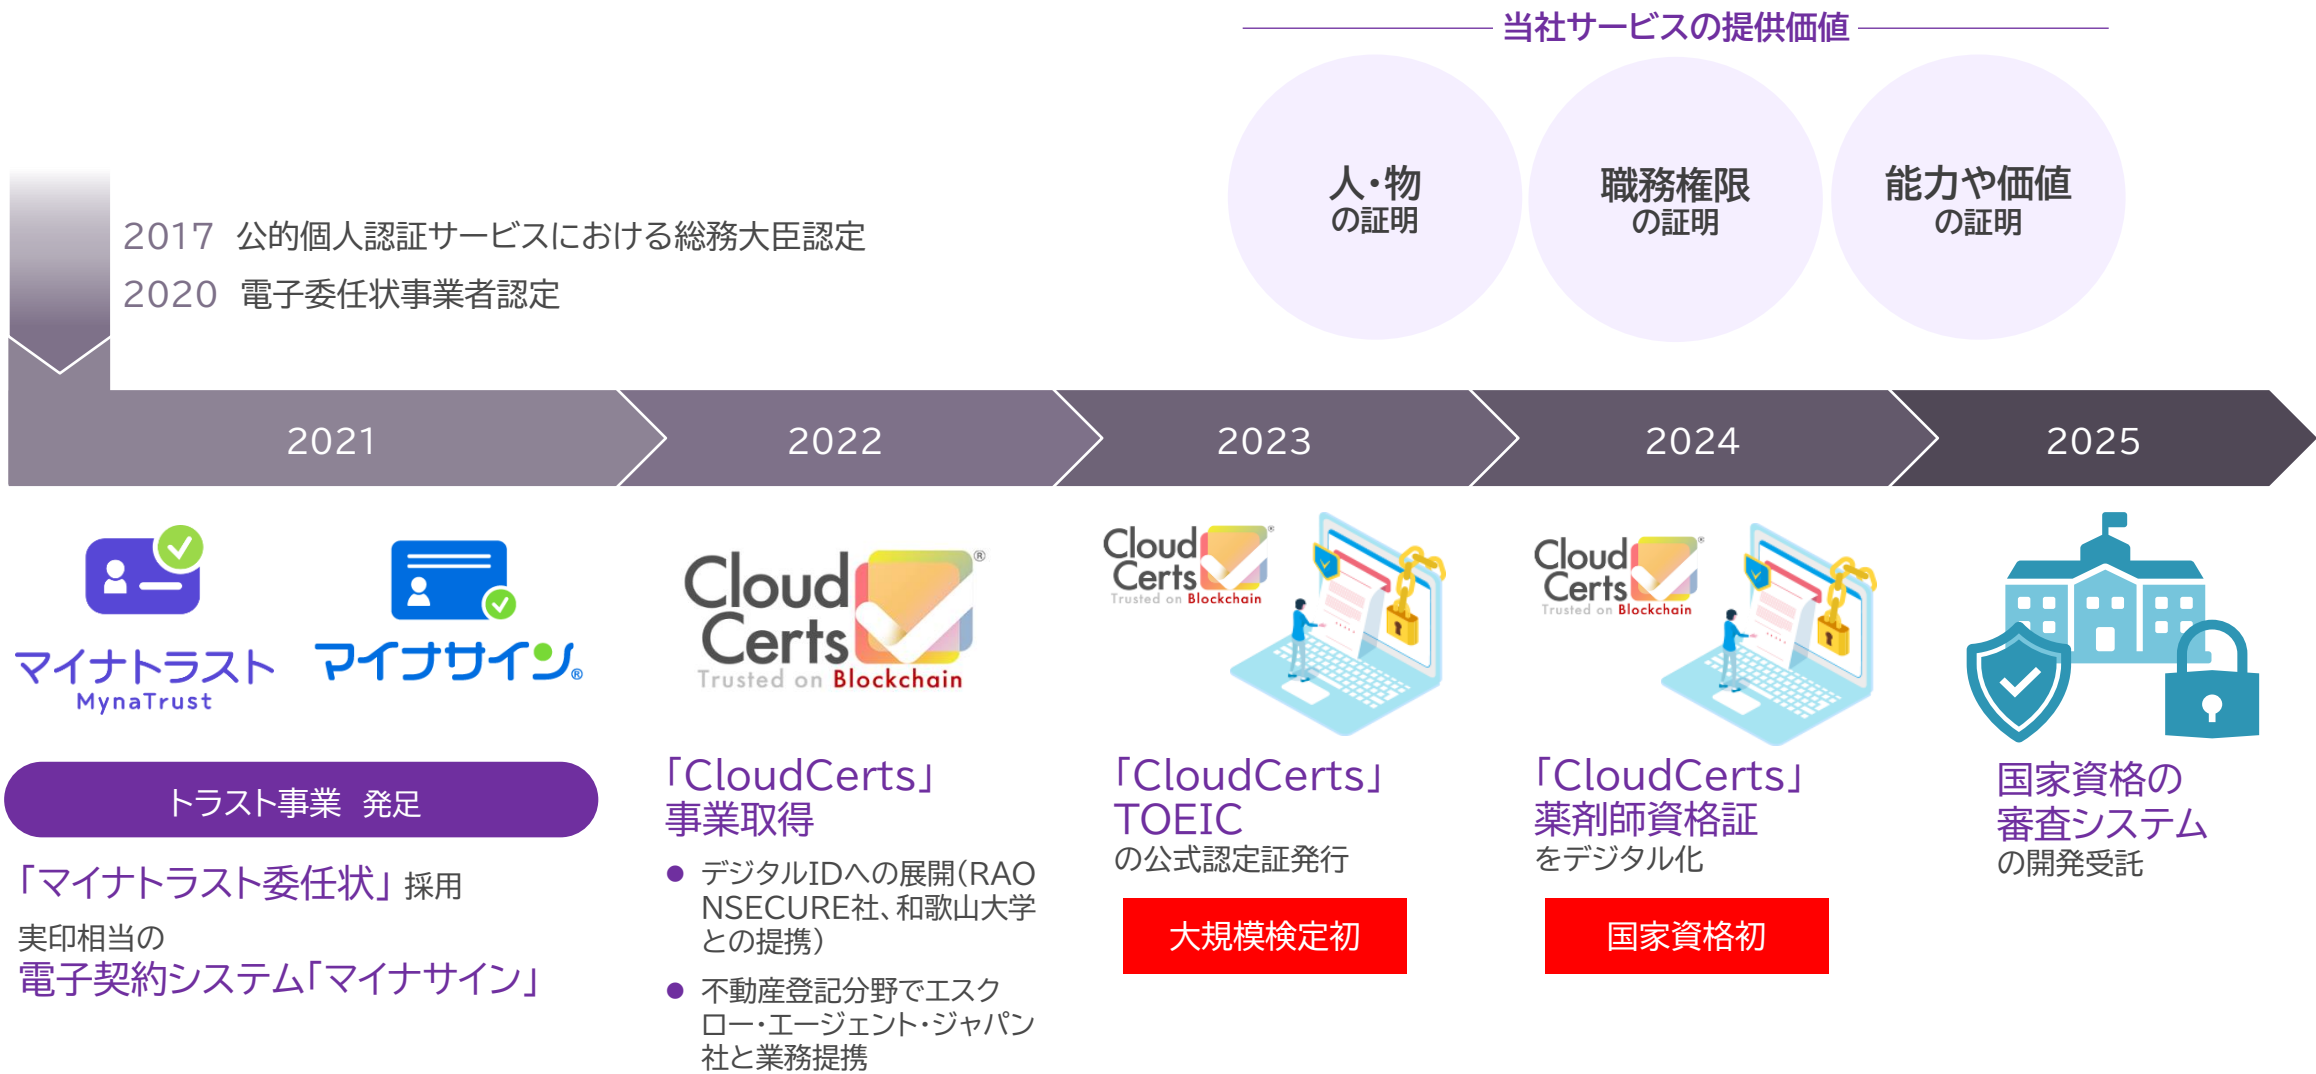 当社サービスの提供価値
人・物
の証明
職務権限
の証明
能力や価値
の証明
2017 公的個人認証サービスにおける総務大臣認定
2020 電子委任状事業者認定
2021
2022
2023
2024
2025
マイナトラスト
MynaTrust
マイナサイン®
トラスト事業 発足
「マイナトラスト委任状」採用
実印相当の
電子契約システム「マイナサイン」
Cloud
Certs
®
Trusted on Blockchain
「CloudCerts」
事業取得
● デジタルIDへの展開(RAO
NSECURE社、和歌山大学
との提携)
● 不動産登記分野でエスク
ロー・エージェント・ジャパン
社と業務提携
Cloud
Certs
®
Trusted on Blockchain
「CloudCerts」
TOEIC
の公式認定証発行
大規模検定初
Cloud
Certs
®
Trusted on Blockchain
「CloudCerts」
薬剤師資格証
をデジタル化
国家資格初
国家資格の
審査システム
の開発受託